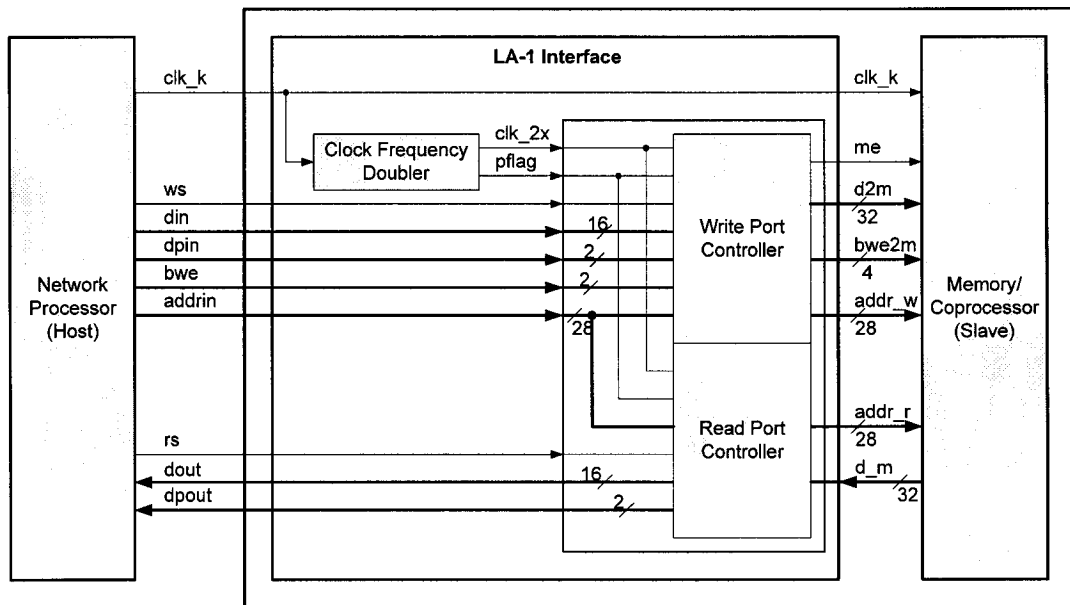 LA-1 Interface
clk_k
clk_k
clk_2x
Clock Frequency
Doubler
pflag
me
ws
d2m
32
din
16
Write Port
Controller
dpin
2
bwe2m
4
bwe
2
Network
Processor
(Host)
addrin
28
addr_w
28
Memory/
Coprocessor
(Slave)
Read Port
Controller
addr_r
28
rs
dout
16
d_m
32
dpout
2